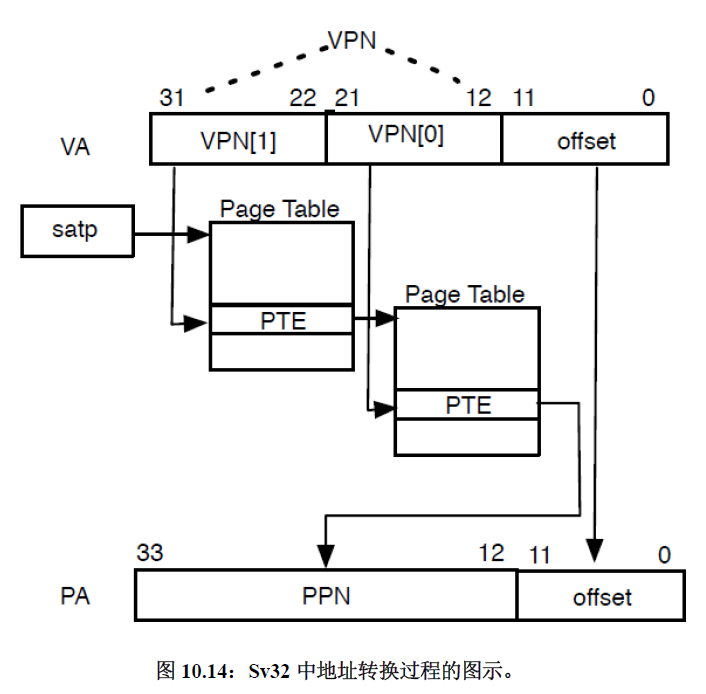 VPN
31 22 21 12 11 0
VA VPN[1] VPN[0] offset
Page Table
satp
Page Table
PTE
PTE
33 12 11 0
PA PPN offset
图 10.14：Sv32 中地址转换过程的图示。